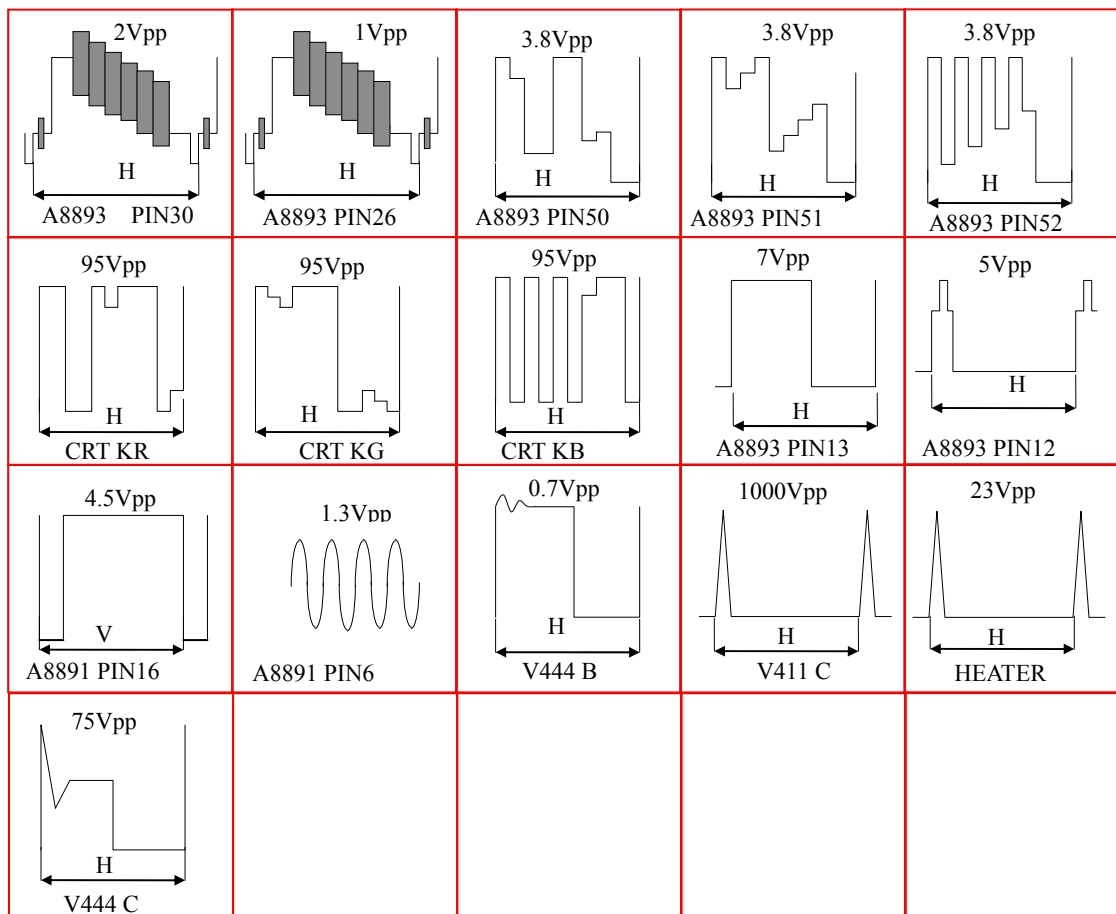 2Vpp
H
A8893 PIN30
1Vpp
H
A8893 PIN26
3.8Vpp
H
A8893 PIN50
3.8Vpp
H
A8893 PIN51
3.8Vpp
H
A8893 PIN52
95Vpp
H
CRT KR
95Vpp
H
CRT KG
95Vpp
H
CRT KB
7Vpp
H
A8893 PIN13
5Vpp
H
A8893 PIN12
4.5Vpp
V
A8891 PIN16
1.3Vpp
A8891 PIN6
0.7Vpp
H
V444 B
1000Vpp
H
V411 C
23Vpp
H
HEATER
75Vpp
H
V444 C